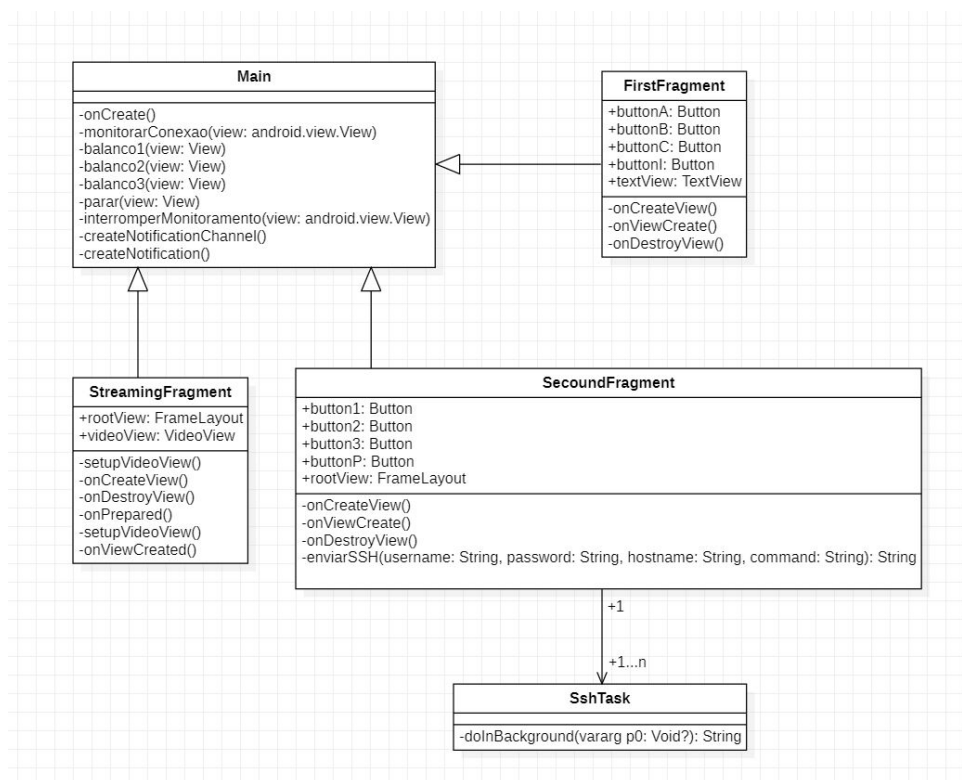 Main
-onCreate()
-monitorarConexao(view: android.view.View)
-balanco1(view: View)
-balanco2(view: View)
-balanco3(view: View)
-parar(view: View)
-interromperMonitoramento(view: android.view.View)
-createNotificationChannel()
-createNotification()
FirstFragment
+buttonA: Button
+buttonB: Button
+buttonC: Button
+buttonI: Button
+textView: TextView
-onCreateView()
-onViewCreate()
-onDestroyView()
StreamingFragment
+rootView: FrameLayout
+videoView: VideoView
-setupVideoView()
-onCreateView()
-onDestroyView()
-onPrepared()
-setupVideoView()
-onViewCreated()
SecoundFragment
+button1: Button
+button2: Button
+button3: Button
+buttonP: Button
+rootView: FrameLayout
-onCreateView()
-onViewCreate()
-onDestroyView()
-enviarSSH(username: String, password: String, hostname: String, command: String): String
+1
+1...n
SshTask
-doInBackground(vararg p0: Void?): String